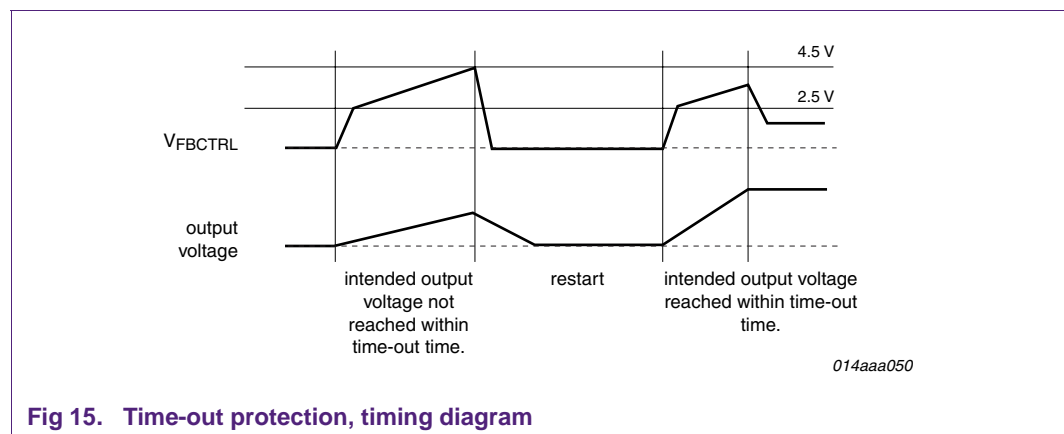 4.5 V
2.5 V
VFBCTRL
output
voltage
intended output
voltage not
reached within
time-out time.
restart
intended output voltage
reached within time-out
time.
014aaa050
Fig 15. Time-out protection, timing diagram